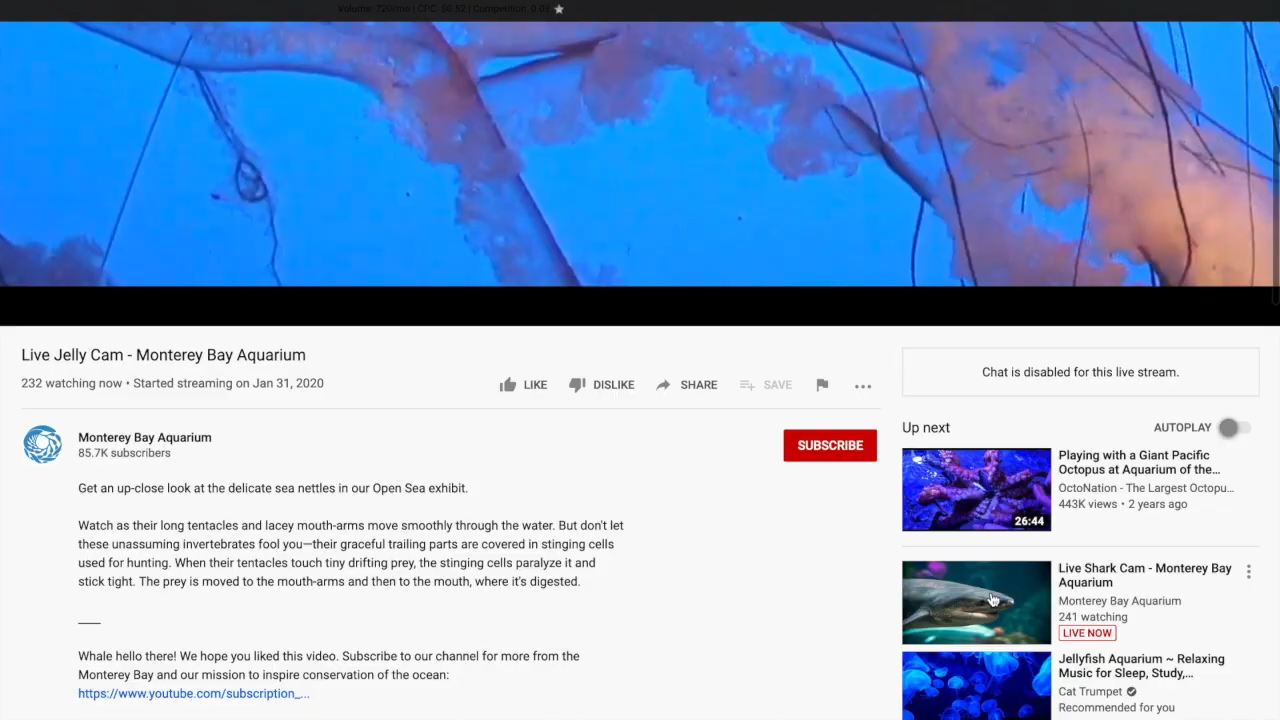 Volume: 720/mo | CPC: $0.52 | Competition: 0.03
Live Jelly Cam - Monterey Bay Aquarium
232 watching now • Started streaming on Jan 31, 2020
LIKE
DISLIKE
SHARE
SAVE
Monterey Bay Aquarium
85.7K subscribers
SUBSCRIBE
Get an up-close look at the delicate sea nettles in our Open Sea exhibit.
Watch as their long tentacles and lacey mouth-arms move smoothly through the water. But don't let
these unassuming invertebrates fool you—their graceful trailing parts are covered in stinging cells
used for hunting. When their tentacles touch tiny drifting prey, the stinging cells paralyze it and
stick tight. The prey is moved to the mouth-arms and then to the mouth, where it's digested.
Whale hello there! We hope you liked this video. Subscribe to our channel for more from the
Monterey Bay and our mission to inspire conservation of the ocean:
https://www.youtube.com/subscription_...
Chat is disabled for this live stream.
Up next
AUTOPLAY
26:44
Playing with a Giant Pacific
Octopus at Aquarium of the...
OctoNation - The Largest Octopu...
443K views • 2 years ago
Live Shark Cam - Monterey Bay
Aquarium
Monterey Bay Aquarium
241 watching
LIVE NOW
Jellyfish Aquarium ~ Relaxing
Music for Sleep, Study,...
Cat Trumpet
Recommended for you